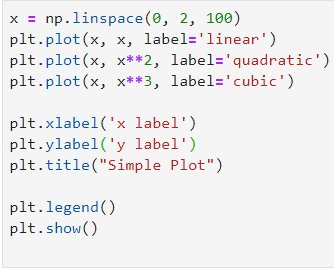 x = np.linspace(0, 2, 100)
plt.plot(x, x, label='linear')
plt.plot(x, x**2, label='quadratic')
plt.plot(x, x**3, label='cubic')
plt.xlabel('x label')
plt.ylabel('y label')
plt.title("Simple Plot")
plt.legend()
plt.show()